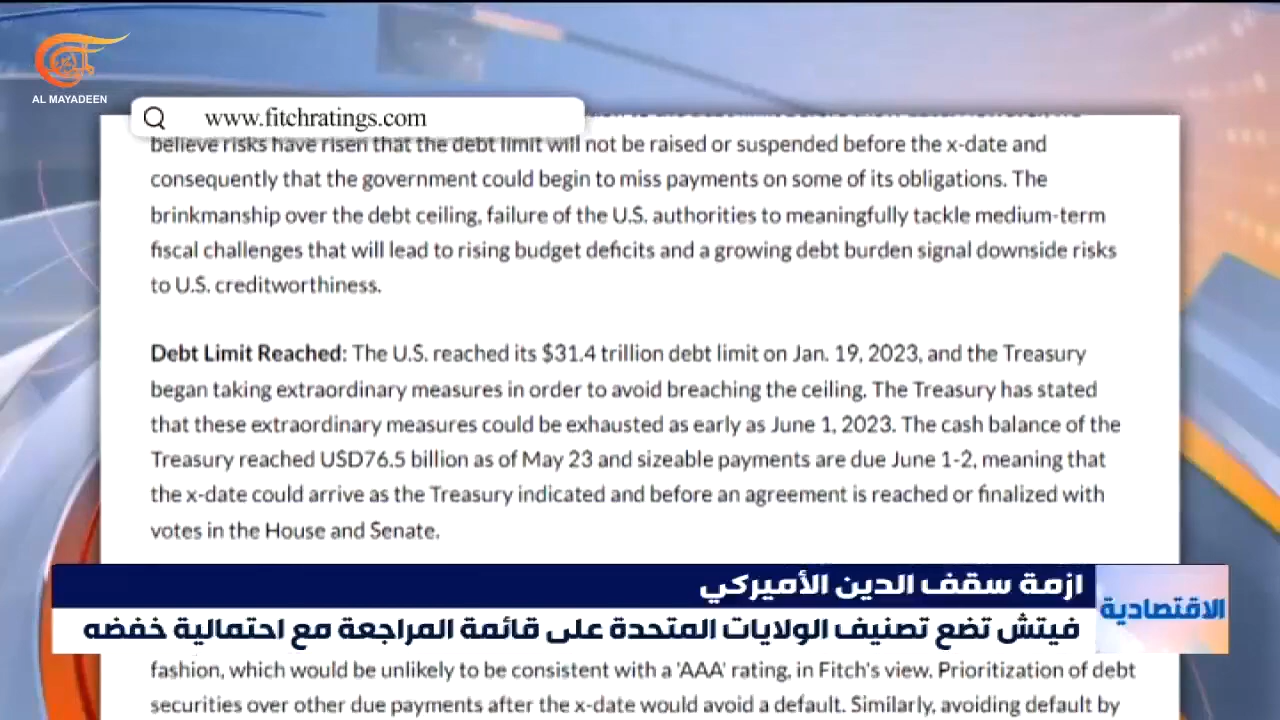 AL MAYADEEN
www.fitchratings.com
believe risks have risen that the debt limit will not be raised or suspended before the x-date and
consequently that the government could begin to miss payments on some of its obligations. The
brinkmanship over the debt ceiling, failure of the U.S. authorities to meaningfully tackle medium-term
fiscal challenges that will lead to rising budget deficits and a growing debt burden signal downside risks
to U.S. creditworthiness.
Debt Limit Reached: The U.S. reached its $31.4 trillion debt limit on Jan. 19, 2023, and the Treasury
began taking extraordinary measures in order to avoid breaching the ceiling. The Treasury has stated
that these extraordinary measures could be exhausted as early as June 1, 2023. The cash balance of the
Treasury reached USD76.5 billion as of May 23 and sizeable payments are due June 1-2, meaning that
the x-date could arrive as the Treasury indicated and before an agreement is reached or finalized with
votes in the House and Senate.
ازمة سقف الدين الأميركي
الاقتصادية
فيتش تضع تصنيف الولايات المتحدة على قائمة المراجعة مع احتمالية خفضه
fashion, which would be unlikely to be consistent with a 'AAA' rating, in Fitch's view. Prioritization of debt
securities over other due payments after the x-date would avoid a default. Similarly, avoiding default by